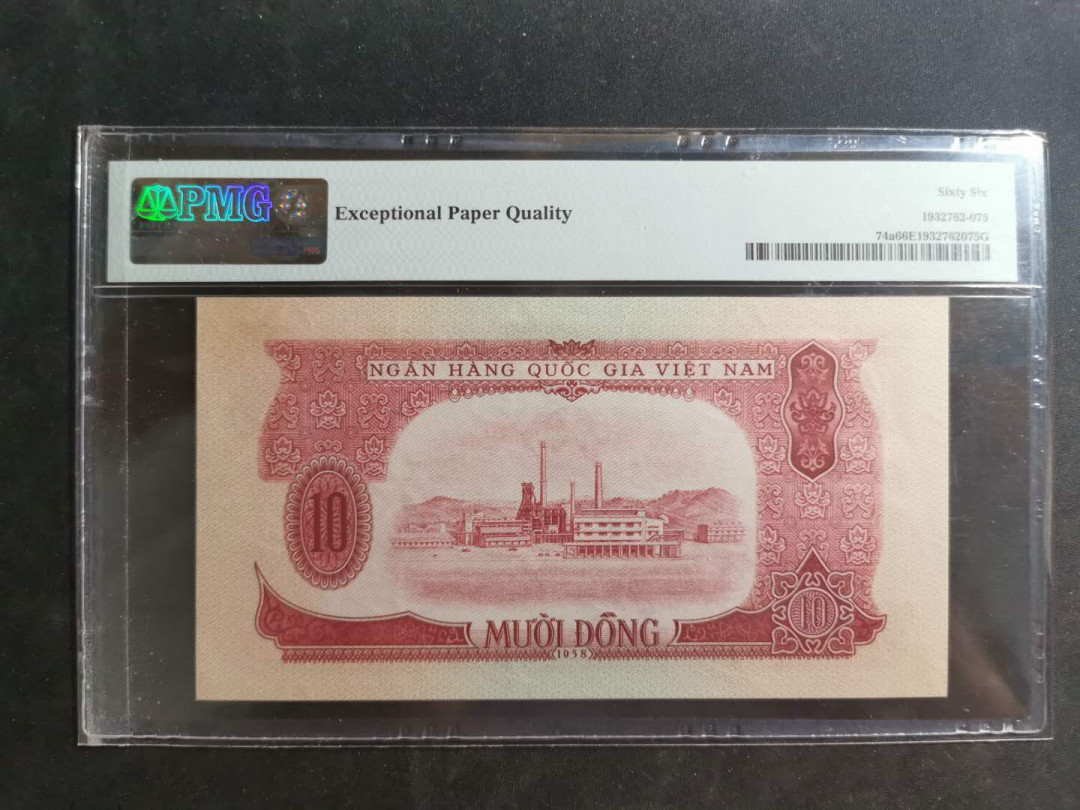 PMG
Exceptional Paper Quality
Sixty Six
1932762-075
74a66E1932762075G
NGÂN HÀNG QUỐC GIA VIỆT NAM
10
10
MƯỜI ĐỒNG
(1958)